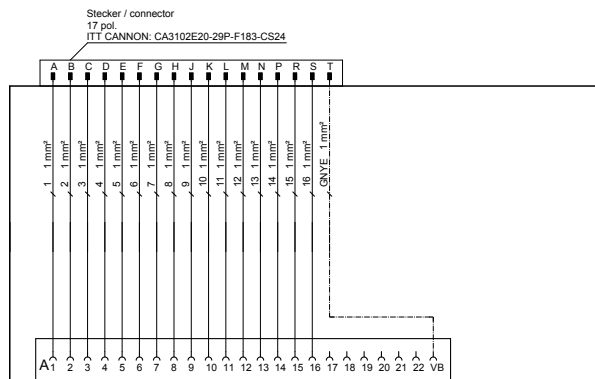 Stecker / connector
17 pol.
ITT CANNON: CA3102E20-29P-F183-CS24
A B C D E F G H J K L M N P R S T
1 1 mm²
2 1 mm²
3 1 mm²
4 1 mm²
5 1 mm²
6 1 mm²
7 1 mm²
8 1 mm²
9 1 mm²
10 1 mm²
11 1 mm²
12 1 mm²
13 1 mm²
14 1 mm²
15 1 mm²
16 1 mm²
GNYE 1 mm²
A 1 2 3 4 5 6 7 8 9 10 11 12 13 14 15 16 17 18 19 20 21 22 VB